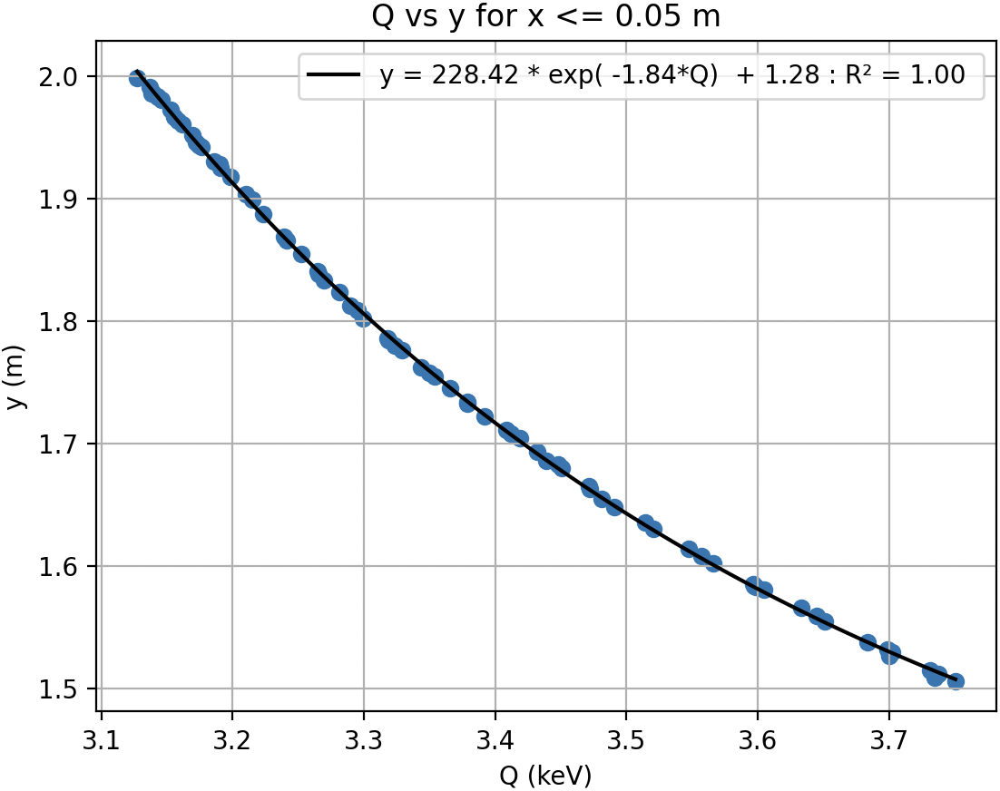 Q vs y for x <= 0.05 m
y = 228.42 * exp( -1.84*Q)  + 1.28 : R² = 1.00
2.0
1.9
1.8
1.7
1.6
1.5
y (m)
3.1 3.2 3.3 3.4 3.5 3.6 3.7
Q (keV)